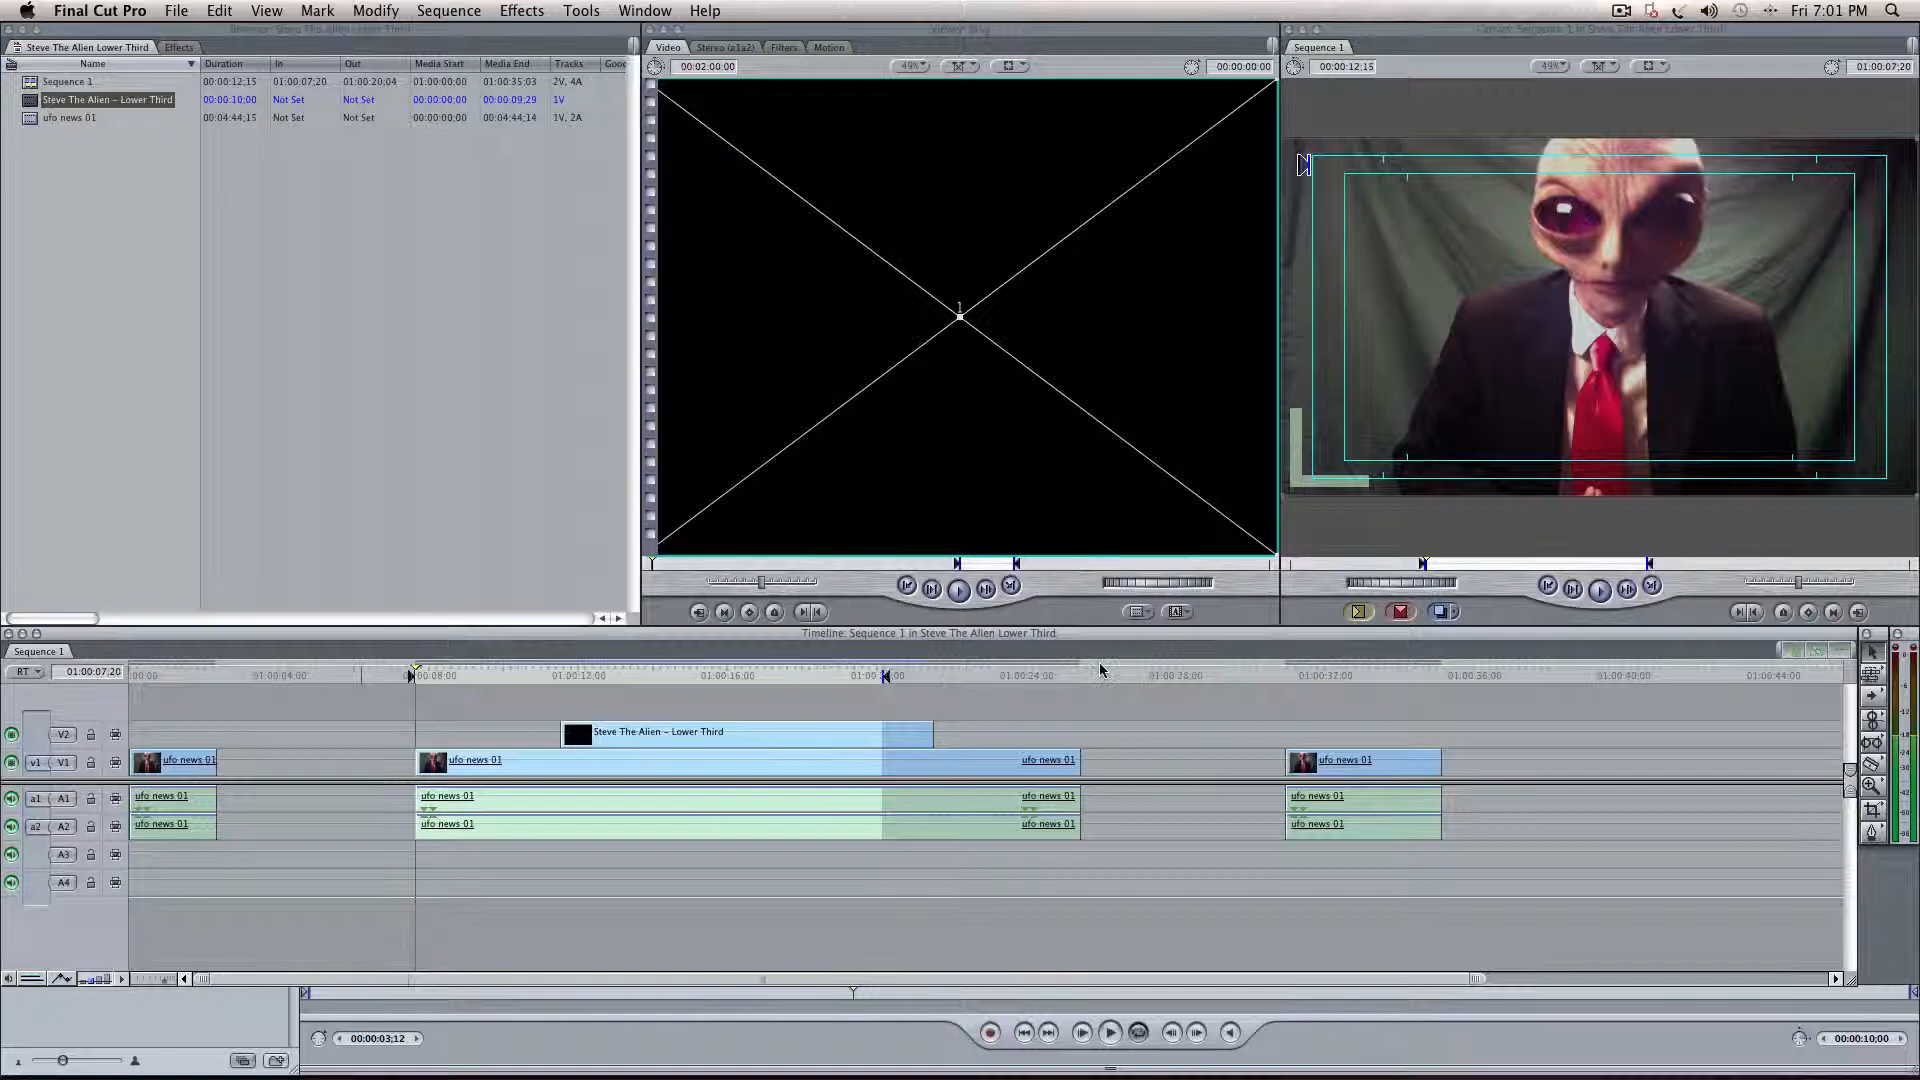 Final Cut Pro File Edit View Mark Modify Sequence Effects Tools Window Help Fri 7:01 PM
Steve The Alien Lower Third Effects
Name Duration In Out Media Start Media End Tracks Good
Sequence 1 00:00:12;15 01:00:07;20 01:00:20;04 01:00:00;00 01:00:35;03 2V, 4A
Steve The Alien – Lower Third 00:00:10;00 Not Set Not Set 00:00:00;00 00:00:09;29 1V
ufo news 01 00:04:44;15 Not Set Not Set 00:00:00;00 00:04:44;14 1V, 2A
Video Stereo (a1a2) Filters Motion
00:02:00:00 49% 00:00:00:00
1
Sequence 1
00:00:12;15 49% 01:00:07;20
Timeline: Sequence 1 in Steve The Alien Lower Third
Sequence 1
RT 01:00:07;20 00:00 01:00:04;00 00:08;00 01:00:12;00 01:00:16;00 01:00:24;00 01:00:28;00 01:00:32;00 01:00:36;00 01:00:40;00 01:00:44;00
V2 Steve The Alien – Lower Third
v1 V1 ufo news 01 ufo news 01 ufo news 01 ufo news 01
a1 A1 ufo news 01 ufo news 01 ufo news 01 ufo news 01
a2 A2 ufo news 01 ufo news 01 ufo news 01 ufo news 01
A3
A4
00:00:03;12 00:00:10;00